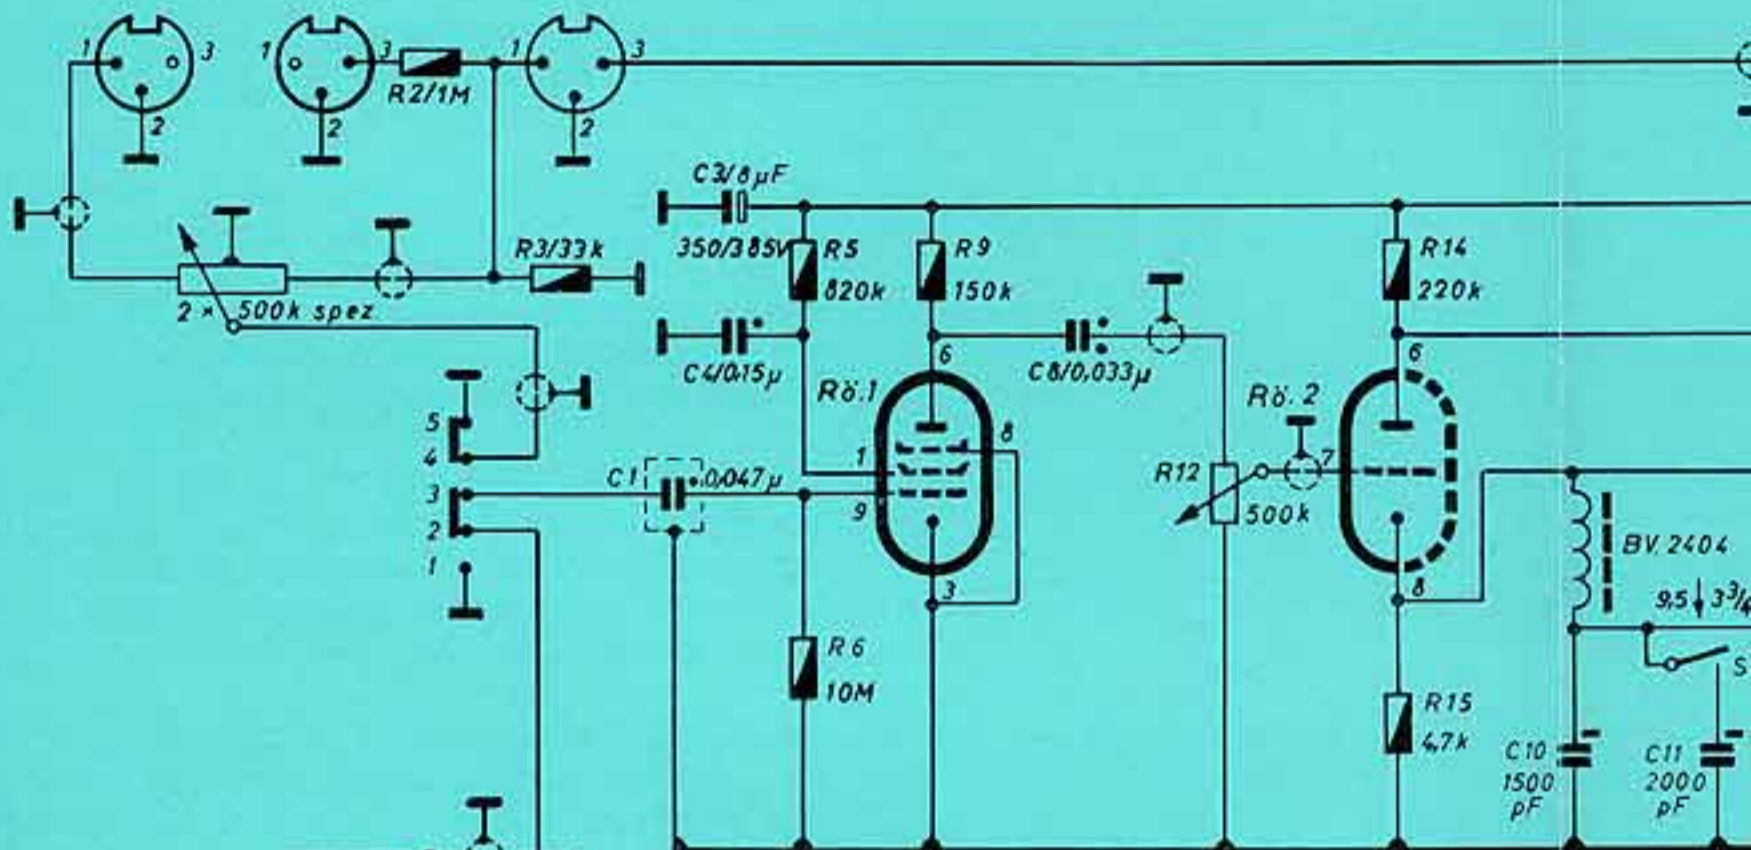 1 3 1 3 1 3
R2/1M
2 2 2
C3/8µF
350/385V
R3/33k
R5
820k
R9
150k
R14
220k
2 × 500k spez.
C4/0,15µ
6
C8/0,033µ
6
Rö.1
Rö.2
5
4
3
2
1
C1
0,047µ
1
8
9
3
R12
500k
7
8
BV.2404
9,5 ↓ 3¾
S
R6
10M
R15
4,7k
C10
1500
pF
C11
2000
pF